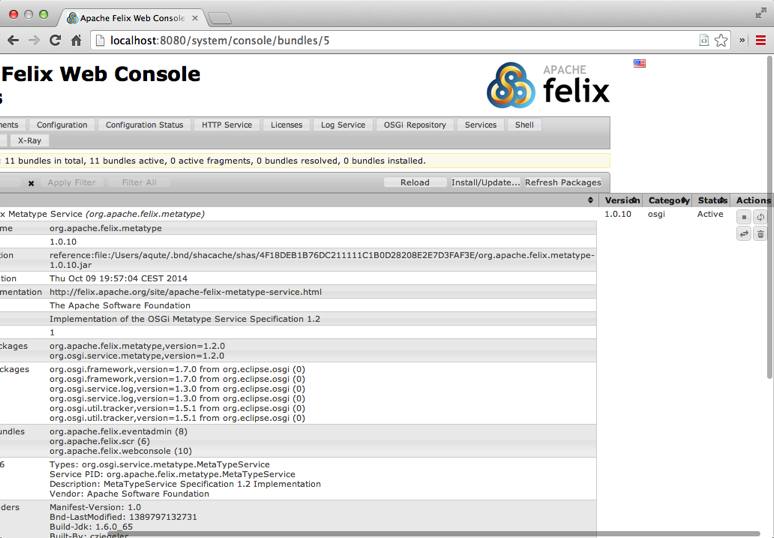 Apache Felix Web Console
localhost:8080/system/console/bundles/5
Felix Web Console
s
APACHE
felix
nents Configuration Configuration Status HTTP Service Licenses Log Service OSGi Repository Services Shell
X-Ray
: 11 bundles in total, 11 bundles active, 0 active fragments, 0 bundles resolved, 0 bundles installed.
Apply Filter Filter All Reload Install/Update... Refresh Packages
Version Category Status Actions
x Metatype Service (org.apache.felix.metatype) 1.0.10 osgi Active
me org.apache.felix.metatype
1.0.10
tion reference:file:/Users/aqute/.bnd/shacache/shas/4F18DEB1B76DC211111C1B0D28208E2E7D3FAF3E/org.apache.felix.metatype-
1.0.10.jar
ation Thu Oct 09 19:57:04 CEST 2014
mentation http://felix.apache.org/site/apache-felix-metatype-service.html
The Apache Software Foundation
Implementation of the OSGi Metatype Service Specification 1.2
1
ackages org.apache.felix.metatype,version=1.2.0
org.osgi.service.metatype,version=1.2.0
ckages org.osgi.framework,version=1.7.0 from org.eclipse.osgi (0)
org.osgi.framework,version=1.7.0 from org.eclipse.osgi (0)
org.osgi.service.log,version=1.3.0 from org.eclipse.osgi (0)
org.osgi.service.log,version=1.3.0 from org.eclipse.osgi (0)
org.osgi.util.tracker,version=1.5.1 from org.eclipse.osgi (0)
org.osgi.util.tracker,version=1.5.1 from org.eclipse.osgi (0)
undles org.apache.felix.eventadmin (8)
org.apache.felix.scr (6)
org.apache.felix.webconsole (10)
6 Types: org.osgi.service.metatype.MetaTypeService
Service PID: org.apache.felix.metatype.MetaTypeService
Description: MetaTypeService Specification 1.2 Implementation
Vendor: Apache Software Foundation
ders Manifest-Version: 1.0
Bnd-LastModified: 1389797132731
Build-Jdk: 1.6.0_65
Built-By: cziegeler